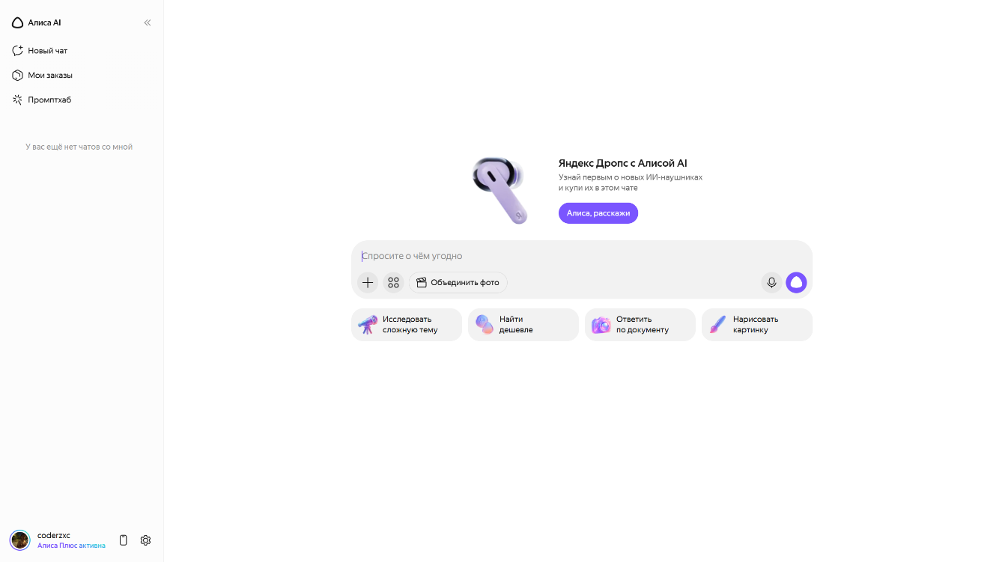 Алиса AI
Новый чат
Мои заказы
Промптхаб
У вас ещё нет чатов со мной
Яндекс Дропс с Алисой AI
Узнай первым о новых ИИ-наушниках
и купи их в этом чате
Алиса, расскажи
Спросите о чём угодно
Объединить фото
Исследовать
сложную тему
Найти
дешевле
Ответить
по документу
Нарисовать
картинку
coderzxc
Алиса Плюс активна